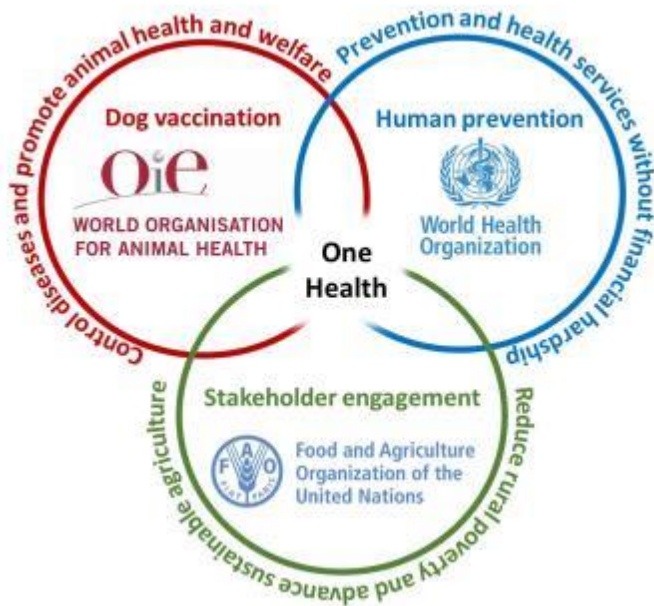 Control diseases and promote animal health and welfare
Dog vaccination
OiE
WORLD ORGANISATION
FOR ANIMAL HEALTH
Prevention and health services without financial hardship
Human prevention
World Health
Organization
One
Health
Stakeholder engagement
F A O
FIAT PANIS
Food and Agriculture
Organization of the
United Nations
Reduce rural poverty and advance sustainable agriculture